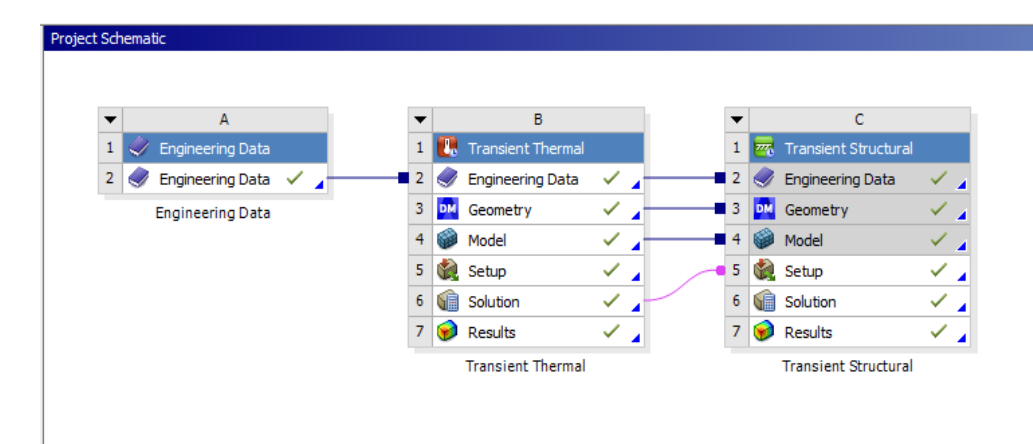 Project Schematic
A
1 Engineering Data
2 Engineering Data
Engineering Data
B
1 Transient Thermal
2 Engineering Data
3 DM Geometry
4 Model
5 Setup
6 Solution
7 Results
Transient Thermal
C
1 Transient Structural
2 Engineering Data
3 DM Geometry
4 Model
5 Setup
6 Solution
7 Results
Transient Structural